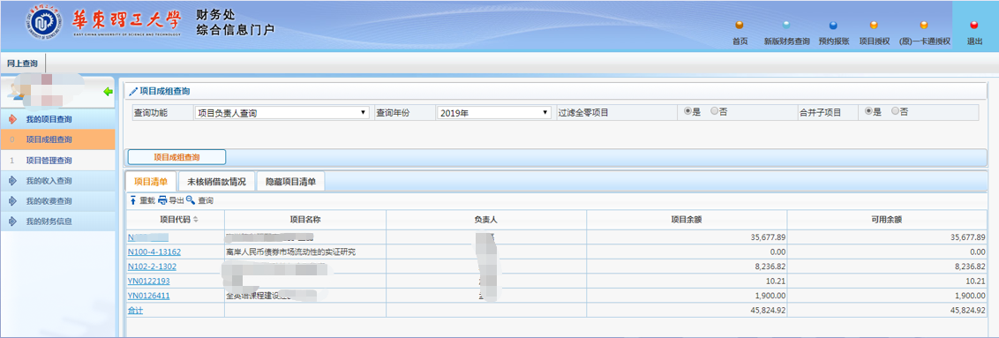 華東理工大學
EAST CHINA UNIVERSITY OF SCIENCE AND TECHNOLOGY
财务处
综合信息门户
首页 新版财务查询 预约报账 项目授权 (原)一卡通授权 退出
网上查询
我的项目查询
0 项目成组查询
1 项目管理查询
我的收入查询
我的收费查询
我的财务信息
项目成组查询
查询功能 项目负责人查询 查询年份 2019年 过滤全零项目 是 否 合并子项目 是 否
项目成组查询
项目清单 未核销借款情况 隐藏项目清单
重载 导出 查询
项目代码 项目名称 负责人 项目余额 可用余额
35,677.89 35,677.89
N100-4-13162 离岸人民币债券市场流动性的实证研究 0.00 0.00
N102-2-1302 8,236.82 8,236.82
YN0122193 10.21 10.21
YN0126411 全英语课程建设 1,900.00 1,900.00
合计 45,824.92 45,824.92